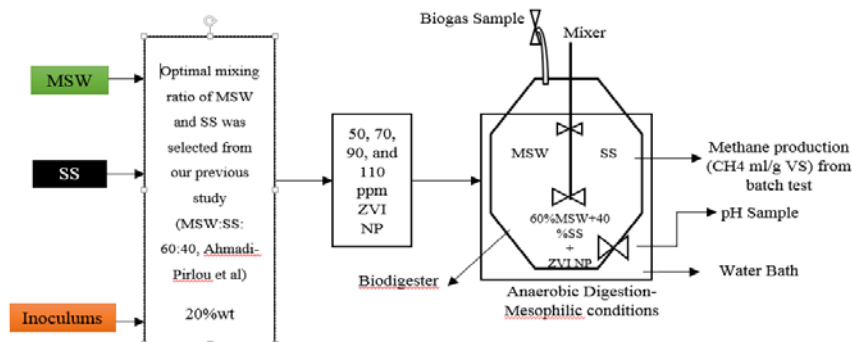 MSW
SS
Inoculums
Optimal mixing
ratio of MSW
and SS was
selected from
our previous
study
(MSW:SS:
60:40, Ahmadi-
Pirlou et al)
20%wt
50, 70,
90, and
110
ppm
ZVI
NP
Biogas Sample
Mixer
MSW
SS
60%MSW+40
%SS
+
ZVI NP
Biodigester
Anaerobic Digestion-
Mesophilic conditions
Methane production
(CH4 ml/g VS) from
batch test
pH Sample
Water Bath